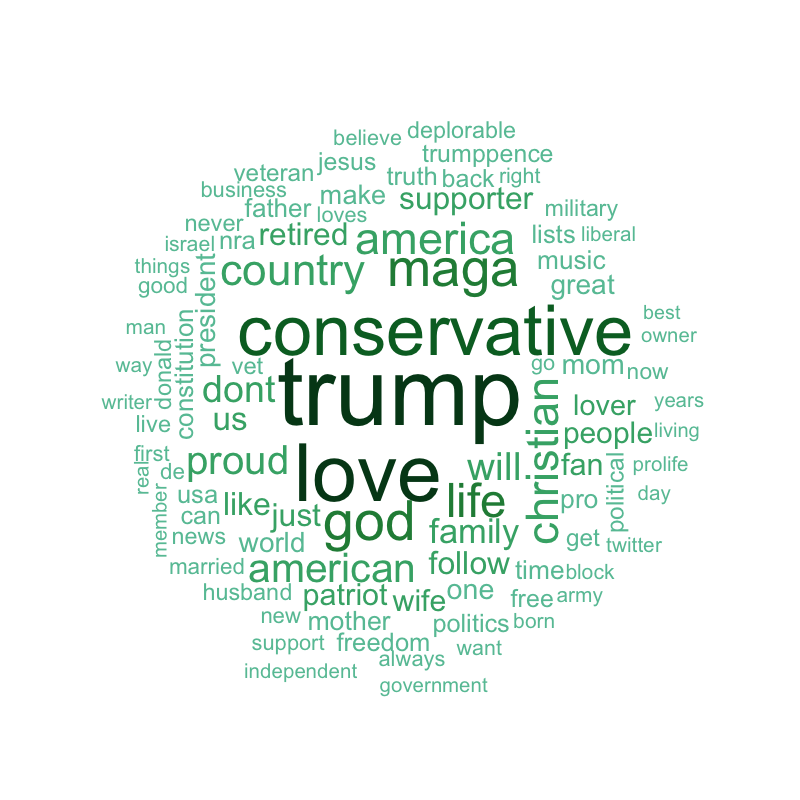 believe deplorable
jesus trumppence
veteran truth back right
business make supporter
father loves military
never retired america lists liberal
israel nra
things country maga music
good president great
man conservative best
owner
way donald constitution vet trump go mom now
writer dont lover years
live us christian people living
first proud love will fan prolife
real de
usa like life pro political day
member can just god
news world family get twitter
married american follow time block
husband patriot wife one free army
new mother politics born
support freedom want
always
independent
government